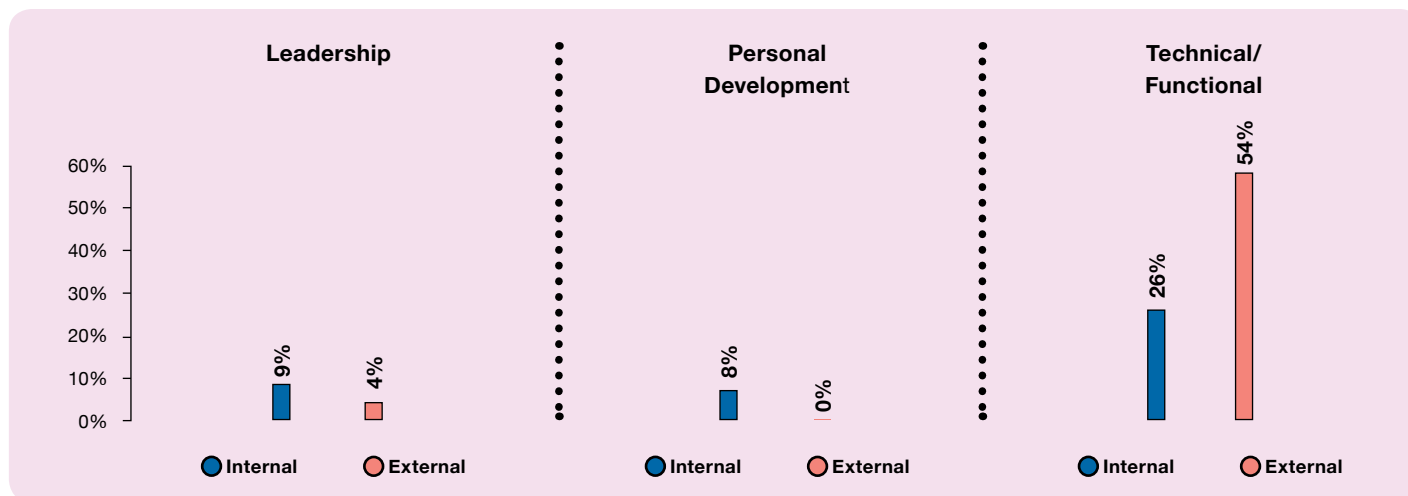 Leadership
Personal
Development
Technical/
Functional
60%
50%
40%
30%
20%
10%
0%
9%
4%
8%
0%
26%
54%
Internal
External
Internal
External
Internal
External